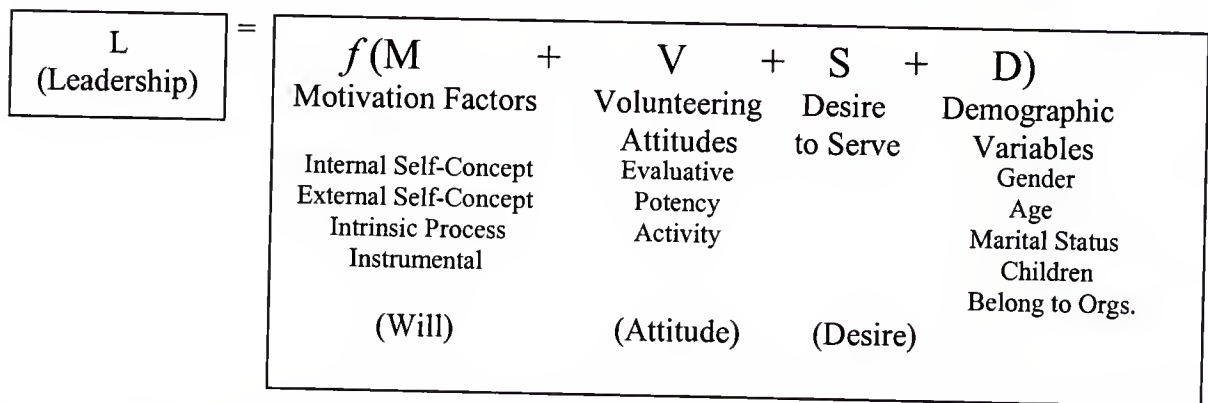 L = f(M + V + S + D)
(Leadership) Motivation Factors Volunteering Desire Demographic
Attitudes to Serve Variables
Internal Self-Concept Evaluative Gender
External Self-Concept Potency Age
Intrinsic Process Activity Marital Status
Instrumental Children
Belong to Orgs.
(Will) (Attitude) (Desire)